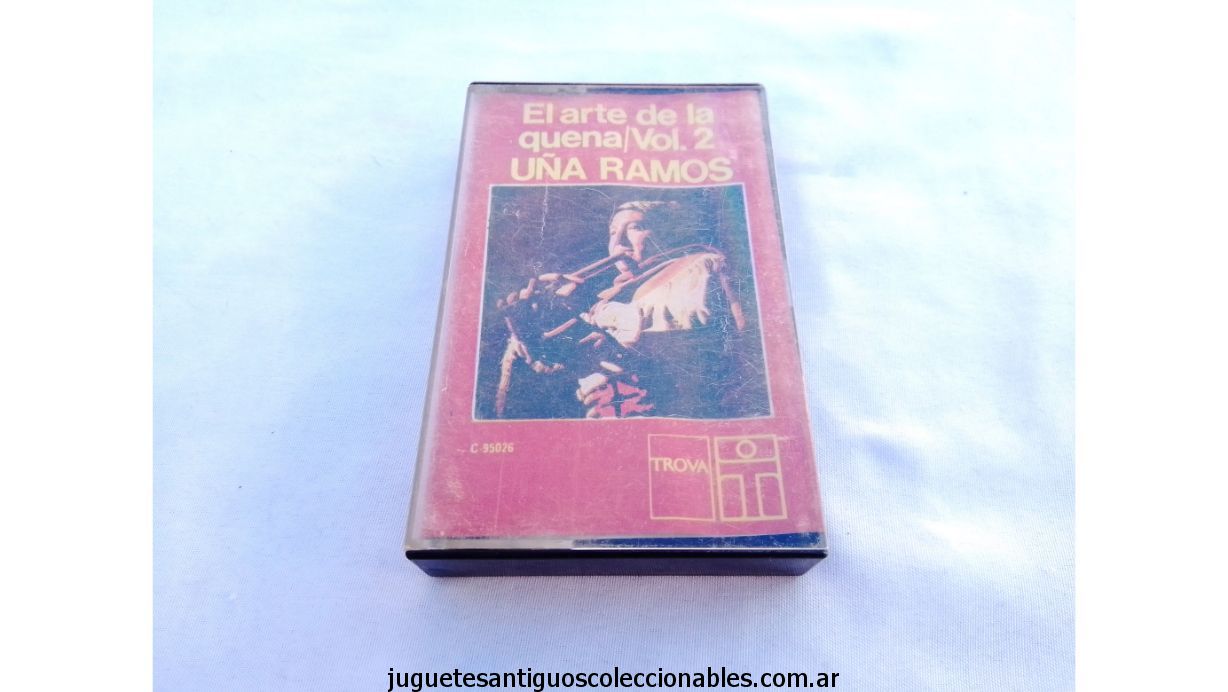 El arte de la
quena/Vol. 2
UÑA RAMOS
C-95026
TROVA
juguetesantiguoscoleccionables.com.ar